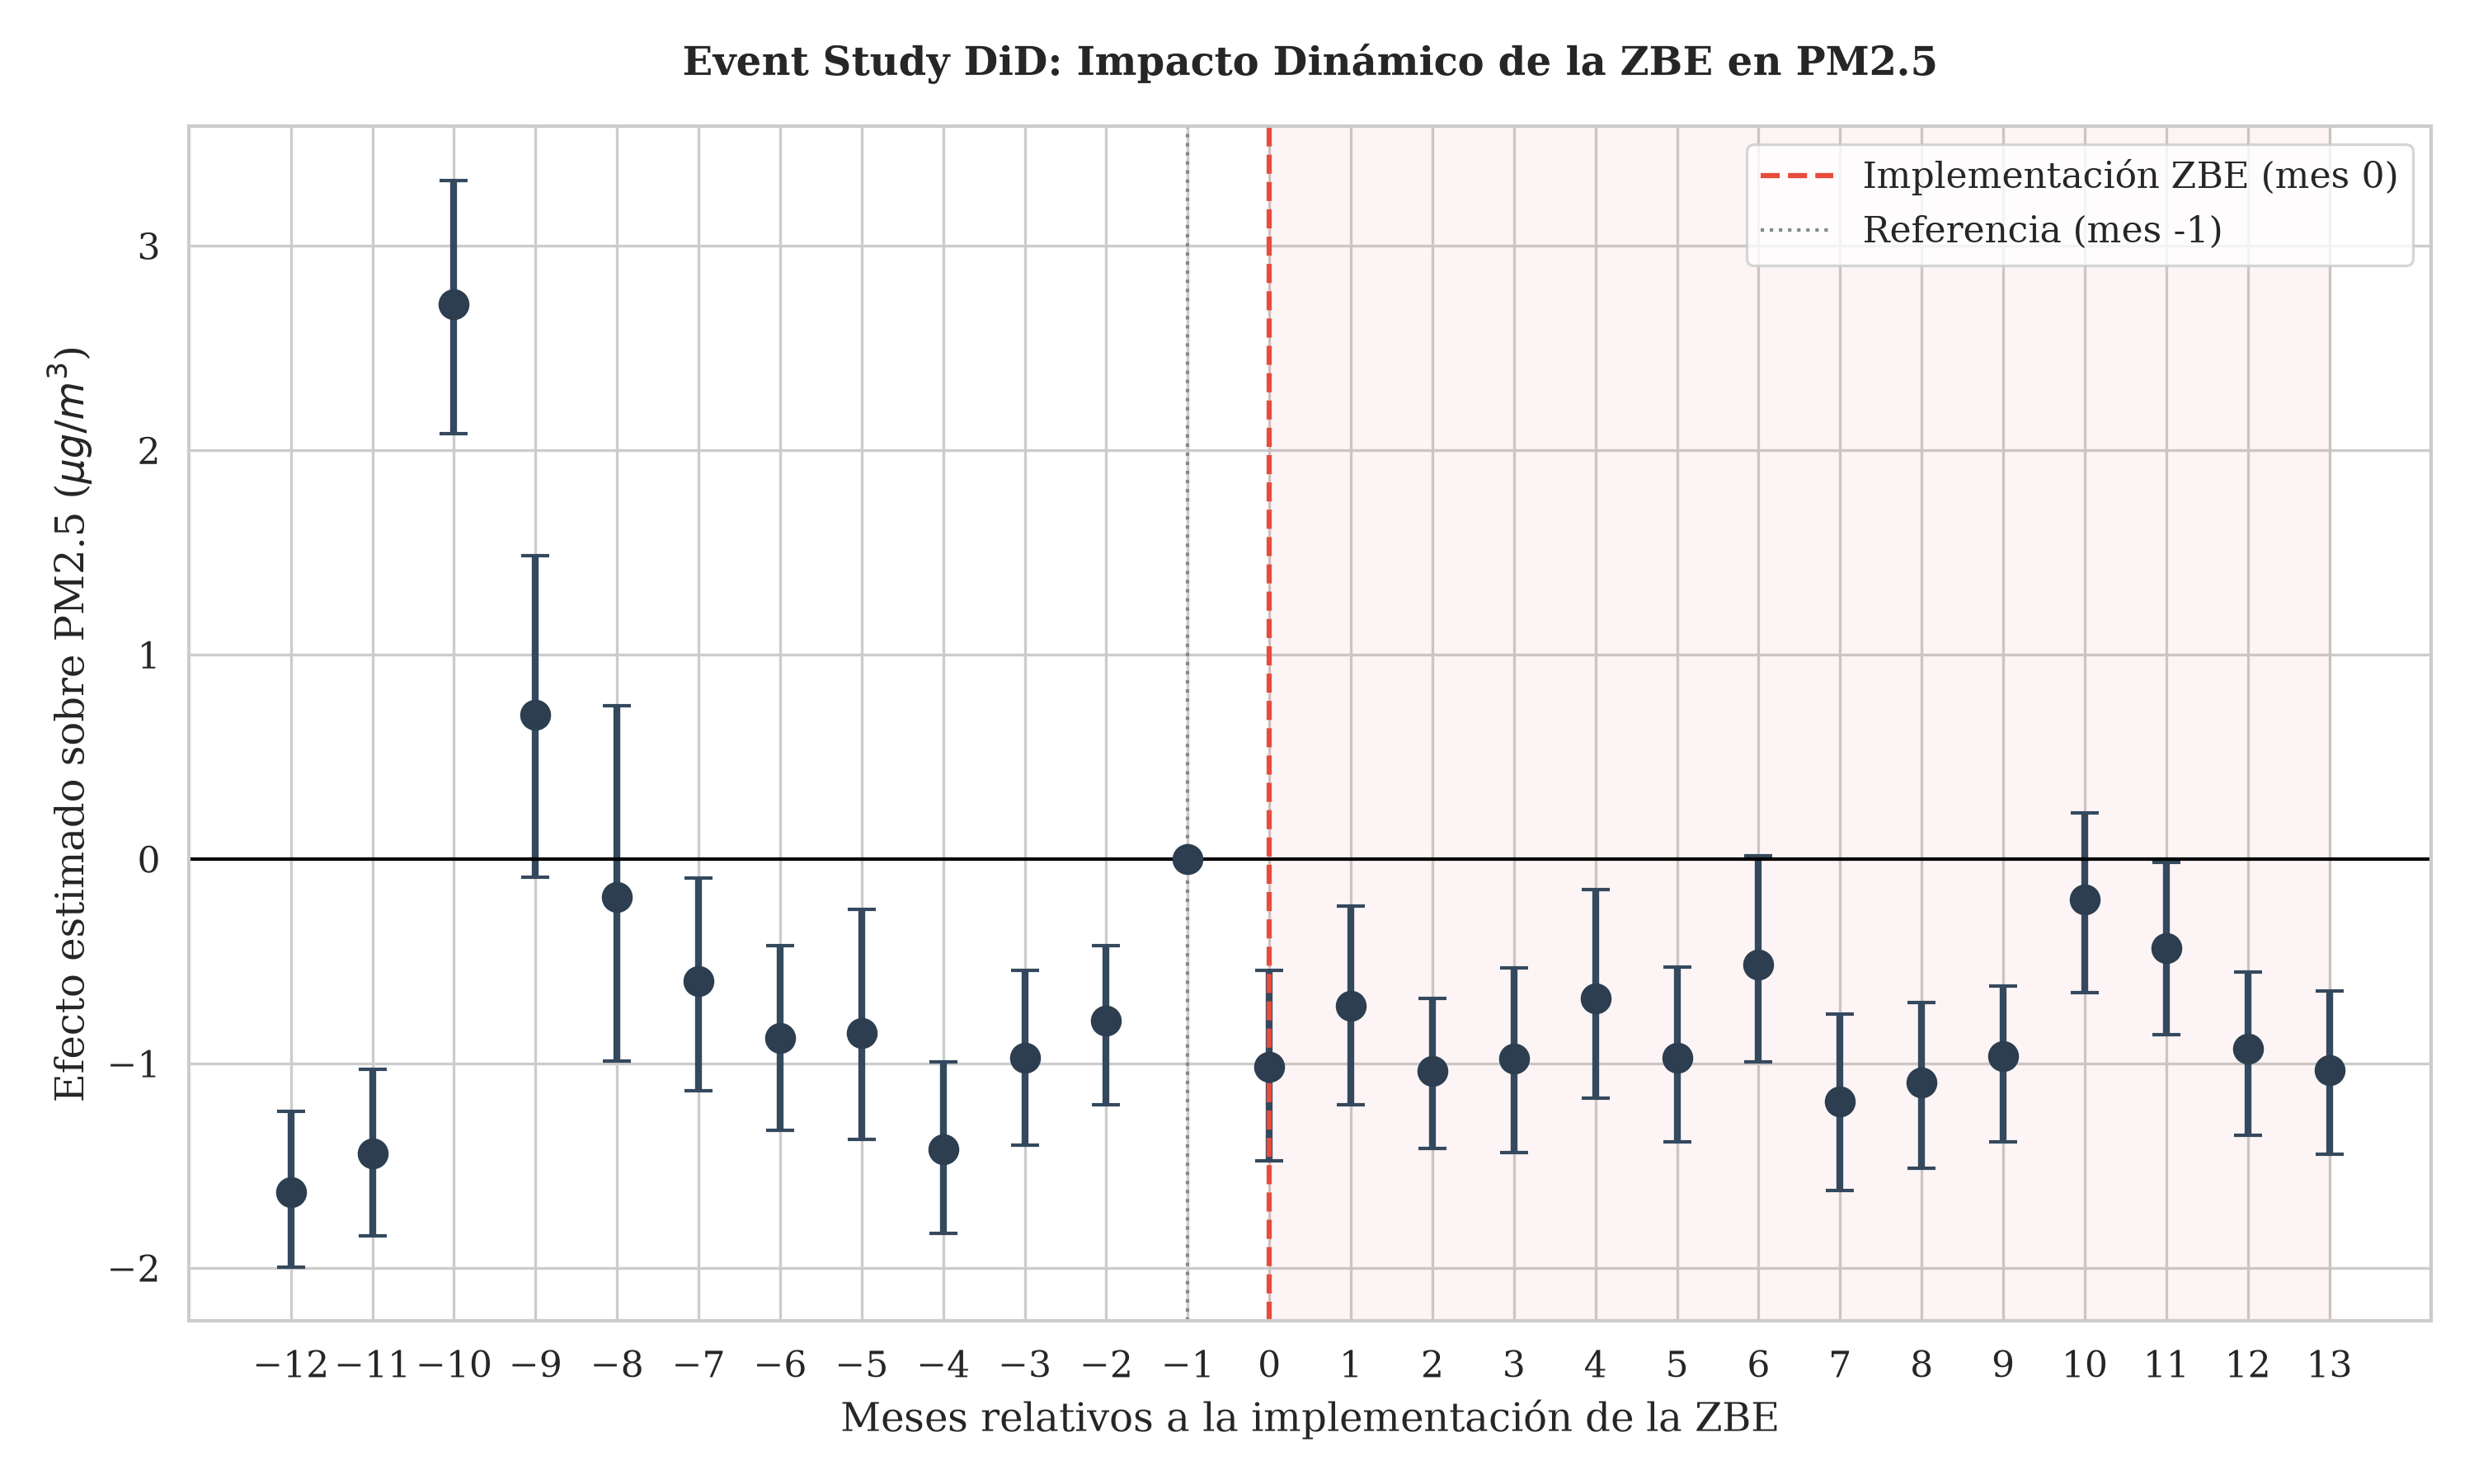 Event Study DiD: Impacto Dinámico de la ZBE en PM2.5
Implementación ZBE (mes 0)
Referencia (mes -1)
Efecto estimado sobre PM2.5 (μg/m³)
3
2
1
0
−1
−2
−12 −11 −10 −9 −8 −7 −6 −5 −4 −3 −2 −1 0 1 2 3 4 5 6 7 8 9 10 11 12 13
Meses relativos a la implementación de la ZBE